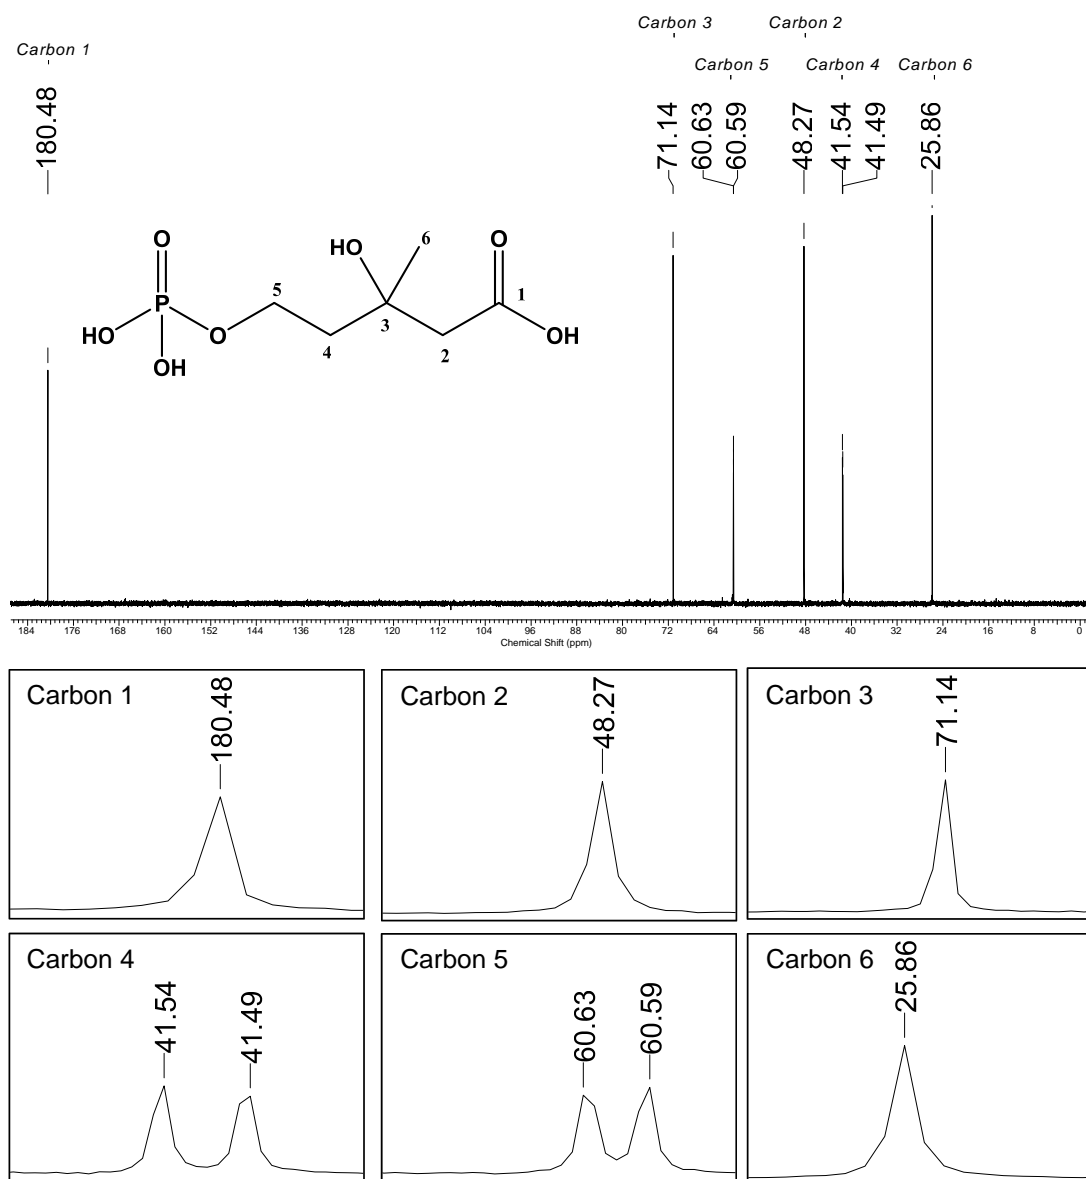 Carbon 3
Carbon 2
Carbon 1
Carbon 5
Carbon 4
Carbon 6
180.48
71.14
60.63
60.59
48.27
41.54
41.49
25.86
O
HO
6
O
5
P
1
HO
O
3
OH
4
2
OH
184 176 168 160 152 144 136 128 120 112 104 96 88 80 72 64 56 48 40 32 24 16 8 0
Chemical Shift (ppm)
Carbon 1
180.48
Carbon 2
48.27
Carbon 3
71.14
Carbon 4
41.54
41.49
Carbon 5
60.63
60.59
Carbon 6
25.86